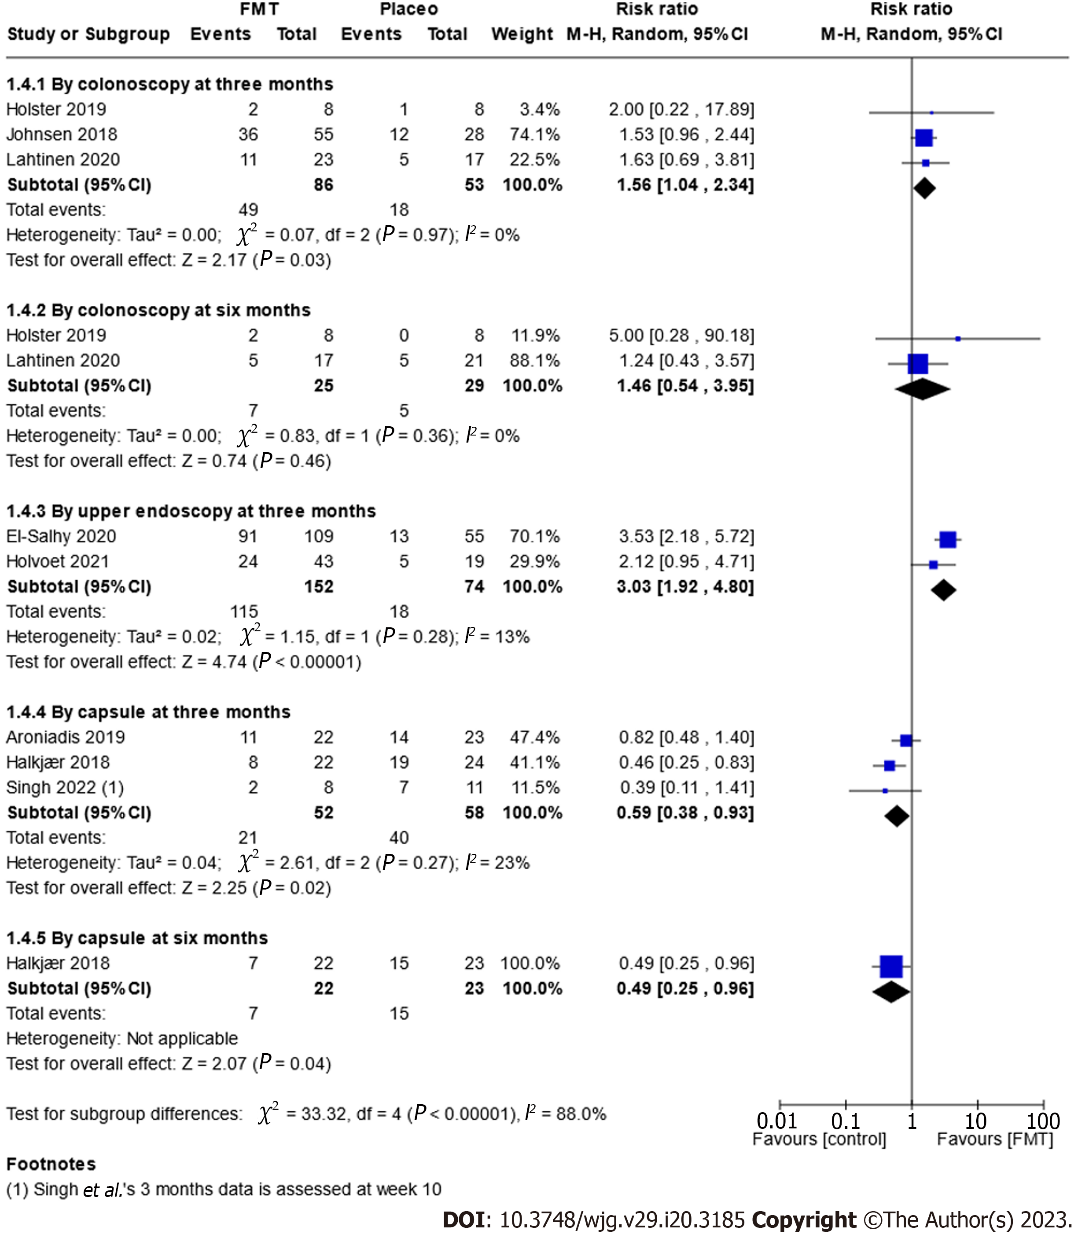 FMT Placeo Risk ratio Risk ratio
Study or Subgroup Events Total Events Total Weight M-H, Random, 95%CI M-H, Random, 95%CI
1.4.1 By colonoscopy at three months
Holster 2019 2 8 1 8 3.4% 2.00 [0.22 , 17.89]
Johnsen 2018 36 55 12 28 74.1% 1.53 [0.96 , 2.44]
Lahtinen 2020 11 23 5 17 22.5% 1.63 [0.69 , 3.81]
Subtotal (95%CI) 86 53 100.0% 1.56 [1.04 , 2.34]
Total events: 49 18
Heterogeneity: Tau² = 0.00; χ² = 0.07, df = 2 (P = 0.97); I² = 0%
Test for overall effect: Z = 2.17 (P = 0.03)
1.4.2 By colonoscopy at six months
Holster 2019 2 8 0 8 11.9% 5.00 [0.28 , 90.18]
Lahtinen 2020 5 17 5 21 88.1% 1.24 [0.43 , 3.57]
Subtotal (95%CI) 25 29 100.0% 1.46 [0.54 , 3.95]
Total events: 7 5
Heterogeneity: Tau² = 0.00; χ² = 0.83, df = 1 (P = 0.36); I² = 0%
Test for overall effect: Z = 0.74 (P = 0.46)
1.4.3 By upper endoscopy at three months
El-Salhy 2020 91 109 13 55 70.1% 3.53 [2.18 , 5.72]
Holvoet 2021 24 43 5 19 29.9% 2.12 [0.95 , 4.71]
Subtotal (95%CI) 152 74 100.0% 3.03 [1.92 , 4.80]
Total events: 115 18
Heterogeneity: Tau² = 0.02; χ² = 1.15, df = 1 (P = 0.28); I² = 13%
Test for overall effect: Z = 4.74 (P < 0.00001)
1.4.4 By capsule at three months
Aroniadis 2019 11 22 14 23 47.4% 0.82 [0.48 , 1.40]
Halkjær 2018 8 22 19 24 41.1% 0.46 [0.25 , 0.83]
Singh 2022 (1) 2 8 7 11 11.5% 0.39 [0.11 , 1.41]
Subtotal (95%CI) 52 58 100.0% 0.59 [0.38 , 0.93]
Total events: 21 40
Heterogeneity: Tau² = 0.04; χ² = 2.61, df = 2 (P = 0.27); I² = 23%
Test for overall effect: Z = 2.25 (P = 0.02)
1.4.5 By capsule at six months
Halkjær 2018 7 22 15 23 100.0% 0.49 [0.25 , 0.96]
Subtotal (95%CI) 22 23 100.0% 0.49 [0.25 , 0.96]
Total events: 7 15
Heterogeneity: Not applicable
Test for overall effect: Z = 2.07 (P = 0.04)
Test for subgroup differences: χ² = 33.32, df = 4 (P < 0.00001), I² = 88.0%
0.01 0.1 1 10 100
Favours [control] Favours [FMT]
Footnotes
(1) Singh et al.'s 3 months data is assessed at week 10
DOI: 10.3748/wjg.v29.i20.3185 Copyright ©The Author(s) 2023.